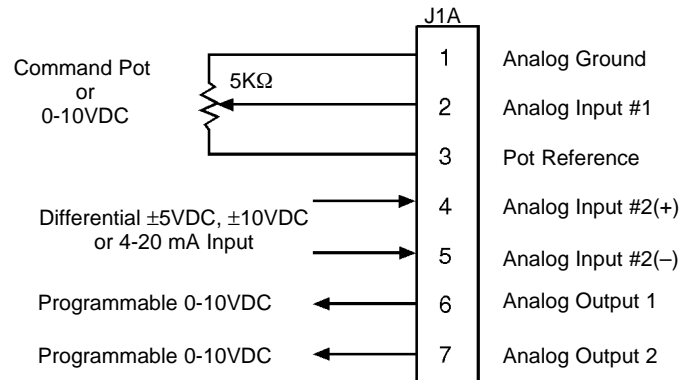 J1A
Command Pot
or
0-10VDC
5KΩ
1 Analog Ground
2 Analog Input #1
3 Pot Reference
Differential ±5VDC, ±10VDC
or 4-20 mA Input
4 Analog Input #2(+)
5 Analog Input #2(–)
Programmable 0-10VDC 6 Analog Output 1
Programmable 0-10VDC 7 Analog Output 2